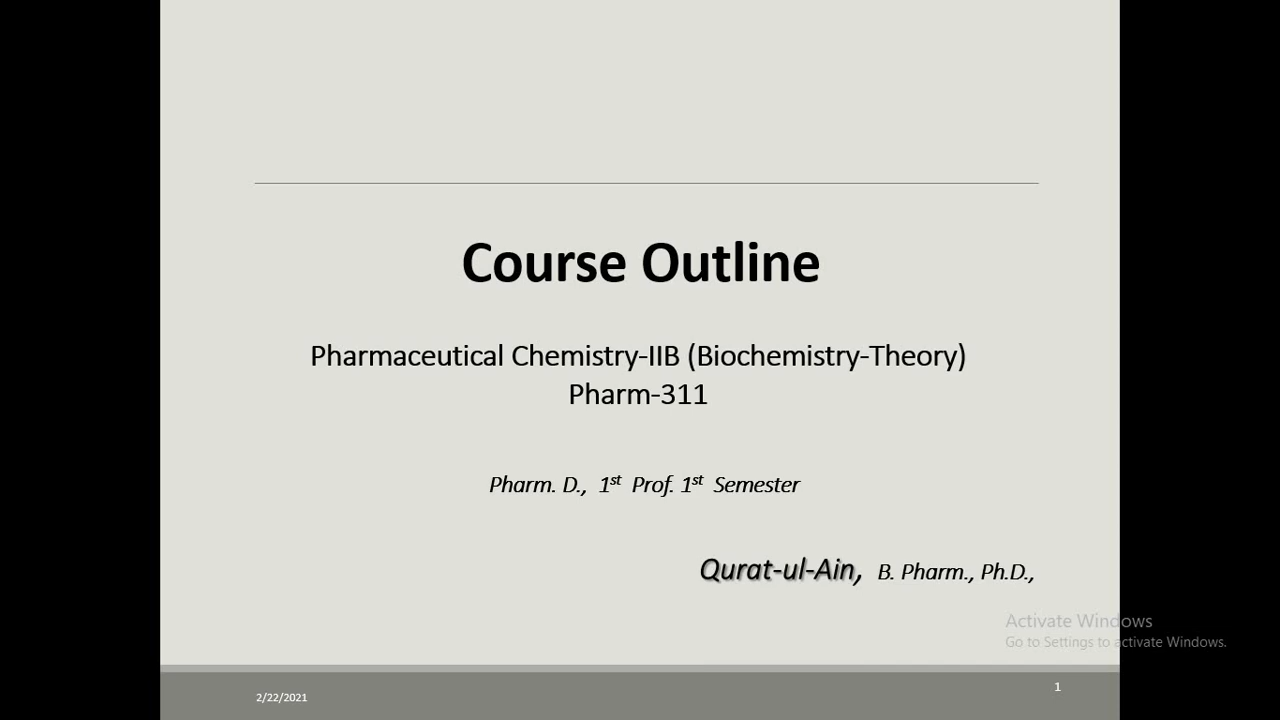 Course Outline
Pharmaceutical Chemistry-IIB (Biochemistry-Theory)
Pharm-311
Pharm. D., 1st Prof. 1st Semester
Qurat-ul-Ain, B. Pharm., Ph.D.,
Activate Windows
Go to Settings to activate Windows.
2/22/2021
1